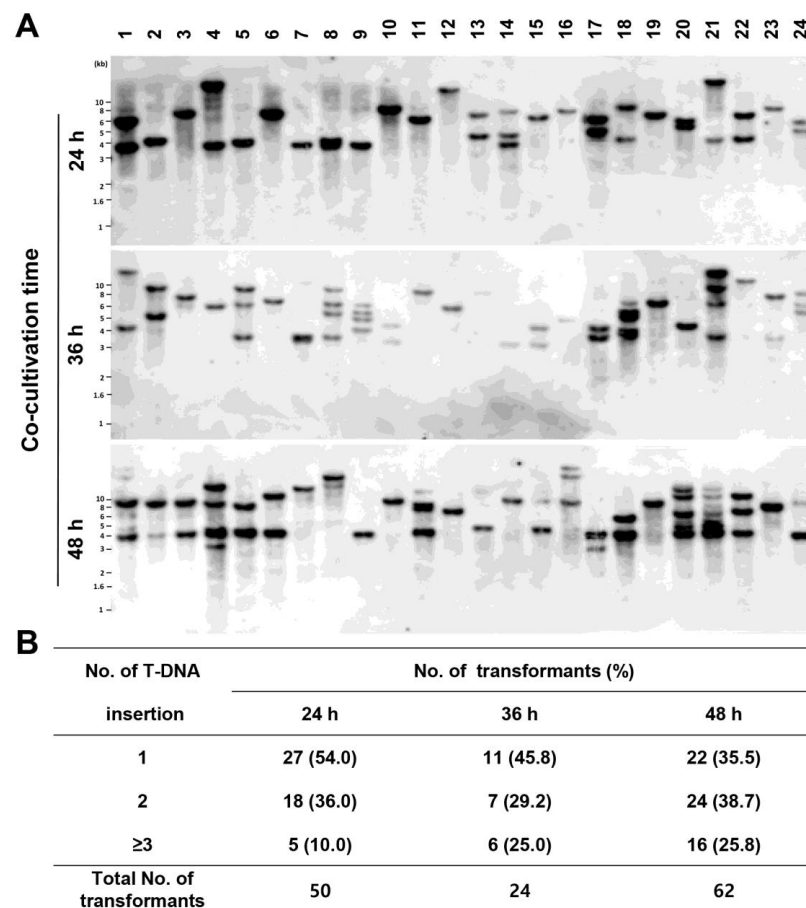 A
1 2 3 4 5 6 7 8 9 10 11 12 13 14 15 16 17 18 19 20 21 22 23 24
Co-cultivation time
24 h
(kb)
10
8
6
5
4
3
2
1.6
1
36 h
10
8
6
5
4
3
2
1.6
1
48 h
10
8
6
5
4
3
2
1.6
1
B
No. of T-DNA insertion
No. of transformants (%)
24 h 36 h 48 h
1 27 (54.0) 11 (45.8) 22 (35.5)
2 18 (36.0) 7 (29.2) 24 (38.7)
≥3 5 (10.0) 6 (25.0) 16 (25.8)
Total No. of transformants 50 24 62